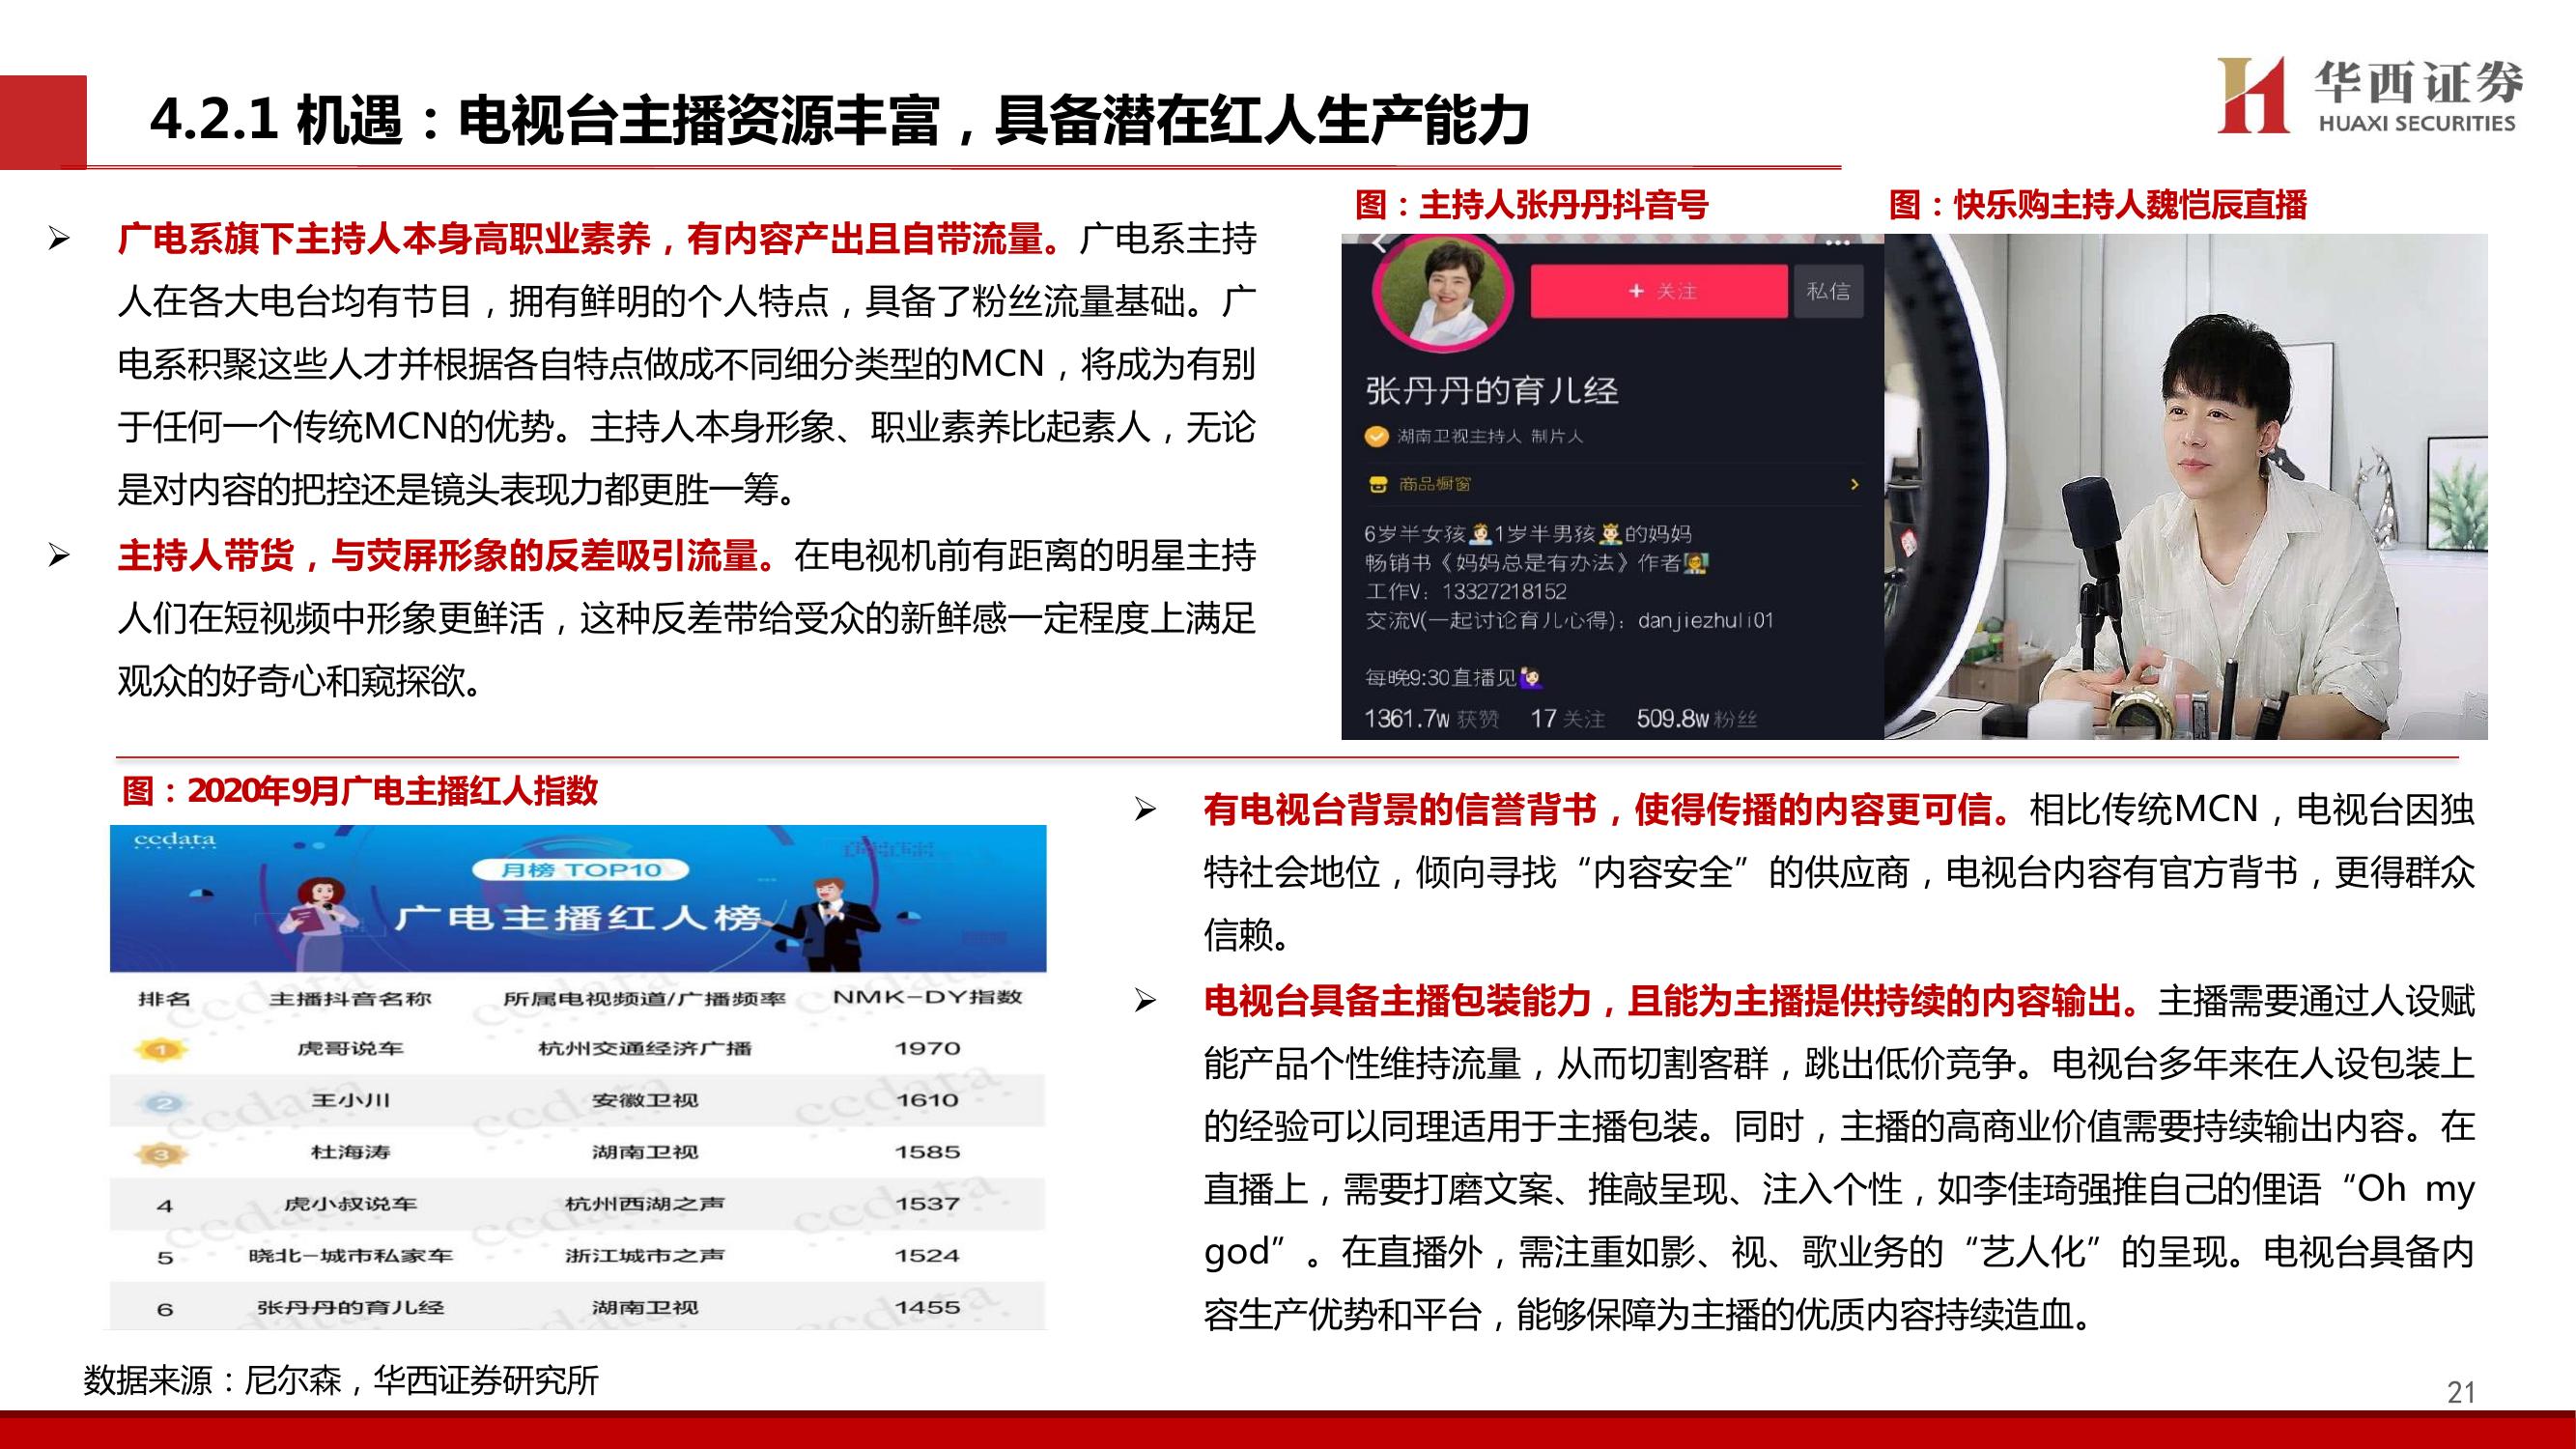 4.2.1 机遇：电视台主播资源丰富，具备潜在红人生产能力
华西证券
HUAXI SECURITIES
广电系旗下主持人本身高职业素养，有内容产出且自带流量。广电系主持
人在各大电台均有节目，拥有鲜明的个人特点，具备了粉丝流量基础。广
电系积聚这些人才并根据各自特点做成不同细分类型的MCN，将成为有别
于任何一个传统MCN的优势。主持人本身形象、职业素养比起素人，无论
是对内容的把控还是镜头表现力都更胜一筹。
主持人带货，与荧屏形象的反差吸引流量。在电视机前有距离的明星主持
人们在短视频中形象更鲜活，这种反差带给受众的新鲜感一定程度上满足
观众的好奇心和窥探欲。
图：主持人张丹丹抖音号
+ 关注
私信
张丹丹的育儿经
湖南卫视主持人 制片人
商品橱窗
6岁半女孩1岁半男孩的妈妈
畅销书《妈妈总是有办法》作者
工作V：13327218152
交流V(一起讨论育儿心得)：danjiezhuli01
每晚9:30直播见
1361.7w 获赞 17 关注 509.8w 粉丝
图：快乐购主持人魏恺辰直播
图：2020年9月广电主播红人指数
ccdata
月榜 TOP10
广电主播红人榜
排名 主播抖音名称 所属电视频道/广播频率 NMK-DY指数
1 虎哥说车 杭州交通经济广播 1970
2 王小川 安徽卫视 1610
3 杜海涛 湖南卫视 1585
4 虎小叔说车 杭州西湖之声 1537
5 晓北-城市私家车 浙江城市之声 1524
6 张丹丹的育儿经 湖南卫视 1455
有电视台背景的信誉背书，使得传播的内容更可信。相比传统MCN，电视台因独
特社会地位，倾向寻找“内容安全”的供应商，电视台内容有官方背书，更得群众
信赖。
电视台具备主播包装能力，且能为主播提供持续的内容输出。主播需要通过人设赋
能产品个性维持流量，从而切割客群，跳出低价竞争。电视台多年来在人设包装上
的经验可以同理适用于主播包装。同时，主播的高商业价值需要持续输出内容。在
直播上，需要打磨文案、推敲呈现、注入个性，如李佳琦强推自己的俚语“Oh my
god”。在直播外，需注重如影、视、歌业务的“艺人化”的呈现。电视台具备内
容生产优势和平台，能够保障为主播的优质内容持续造血。
数据来源：尼尔森，华西证券研究所
21